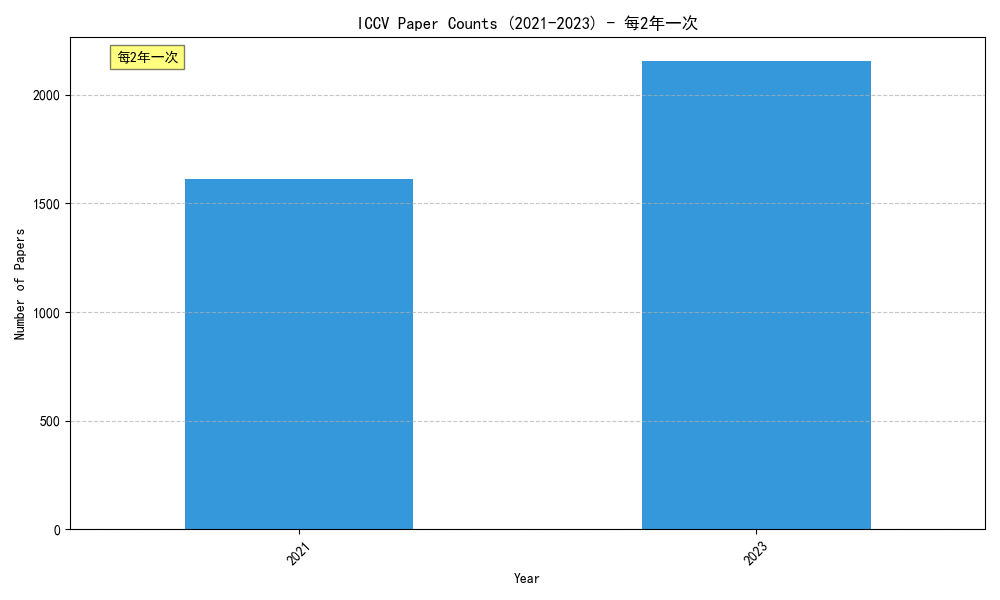 ICCV Paper Counts (2021-2023) - 每2年一次
每2年一次
Number of Papers
2000
1500
1000
500
0
2021
2023
Year